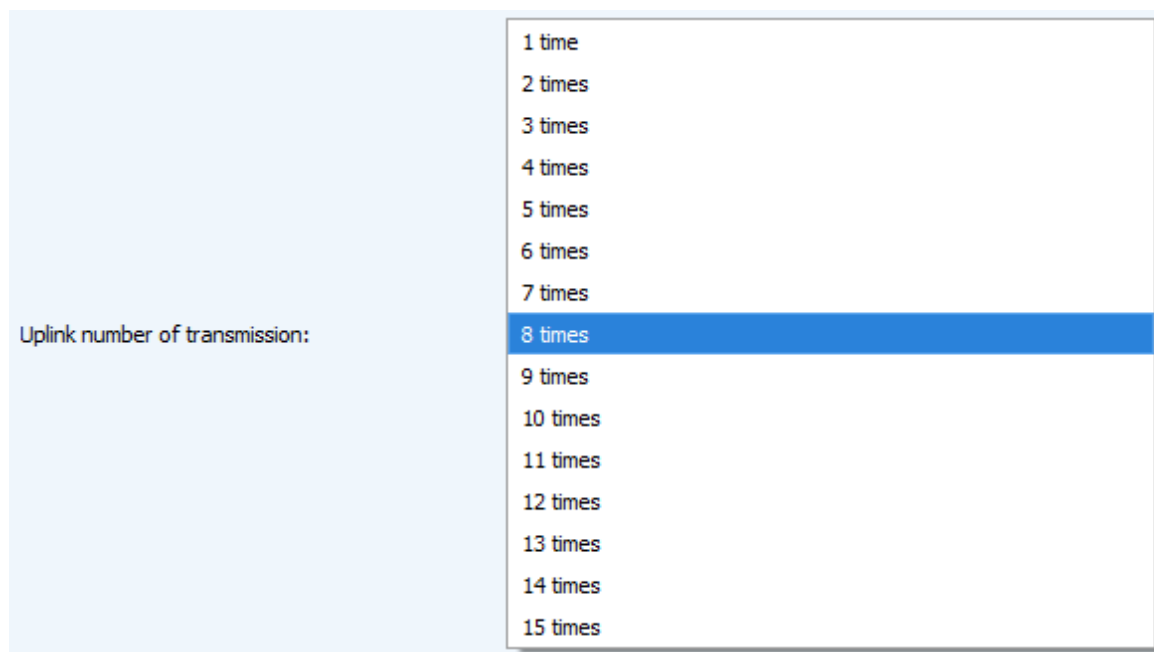 1 time
2 times
3 times
4 times
5 times
6 times
7 times
Uplink number of transmission: 8 times
9 times
10 times
11 times
12 times
13 times
14 times
15 times